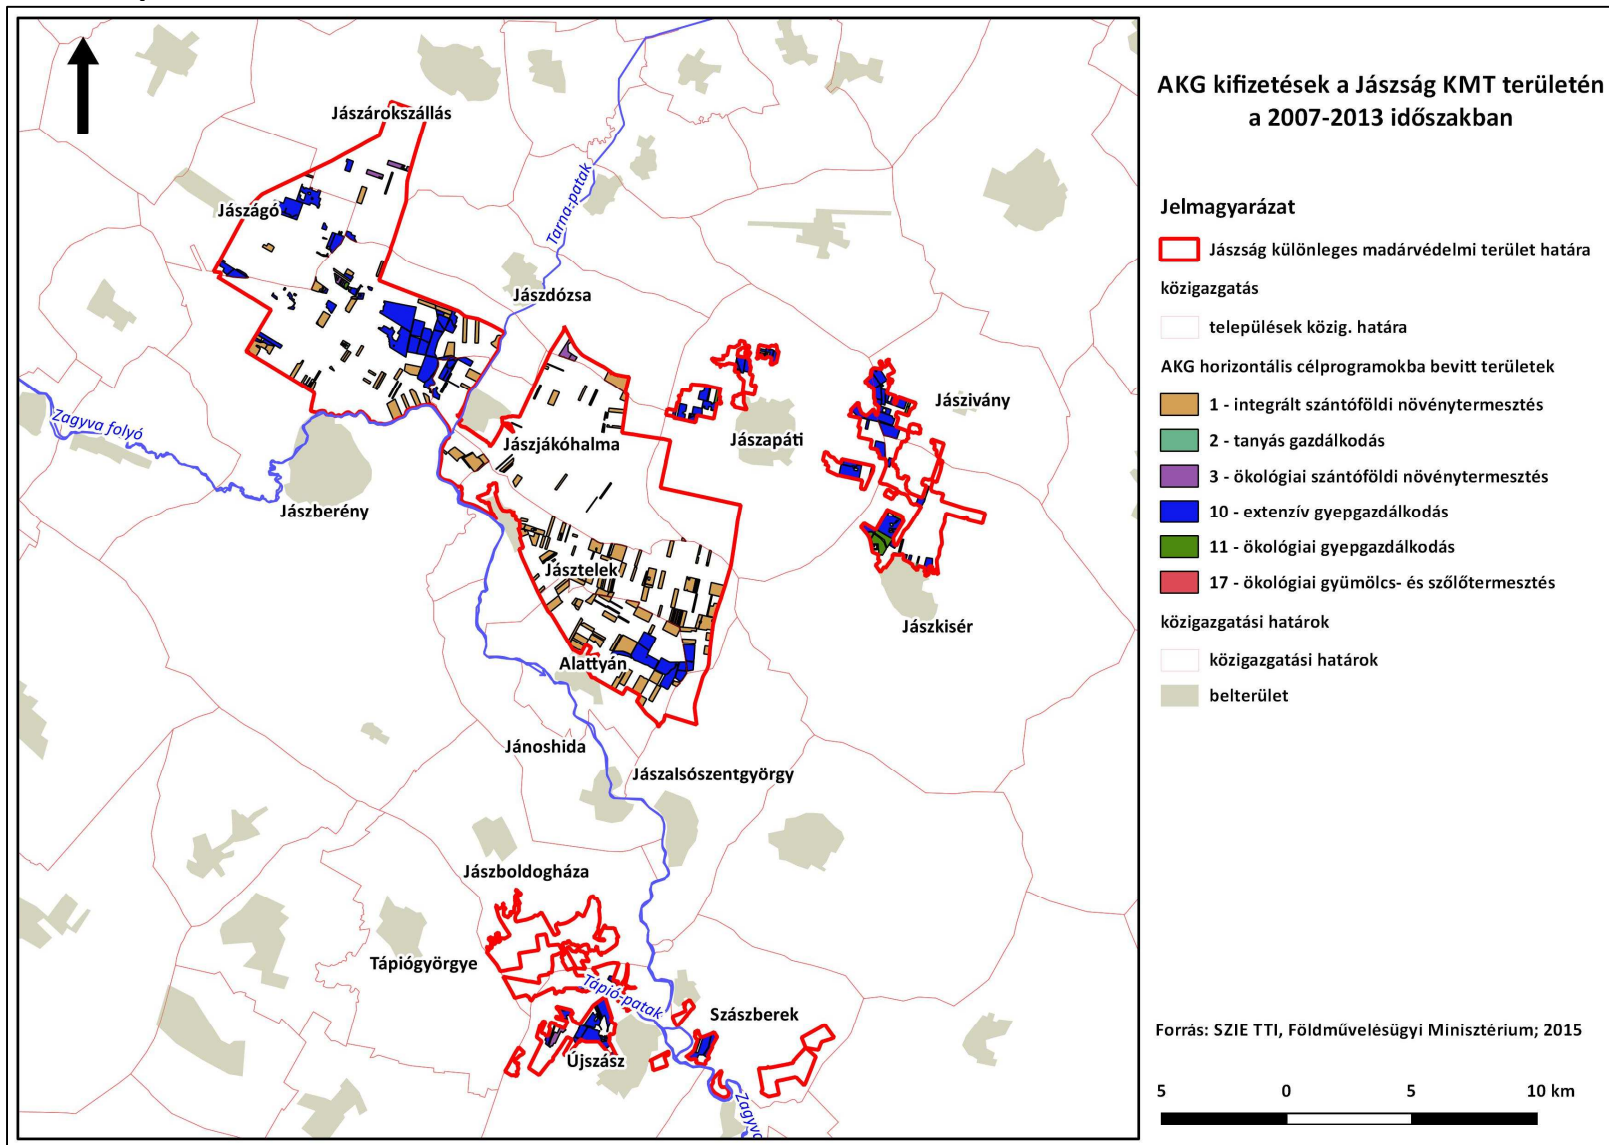 AKG kifizetések a Jászság KMT területén
a 2007-2013 időszakban
Jelmagyarázat
Jászság különleges madárvédelmi terület határa
közigazgatás
települések közig. határa
AKG horizontális célprogramokba bevitt területek
1 - integrált szántóföldi növénytermesztés
2 - tanyás gazdálkodás
3 - ökológiai szántóföldi növénytermesztés
10 - extenzív gyepgazdálkodás
11 - ökológiai gyepgazdálkodás
17 - ökológiai gyümölcs- és szőlőtermesztés
közigazgatási határok
közigazgatási határok
belterület
Jászárokszállás
Jászágó
Tarna-patak
Jászdózsa
Jászivány
Zagyva folyó
Jászjákóhalma
Jászapáti
Jászberény
Jásztelek
Jászkisér
Alattyán
Jánoshida
Jászalsószentgyörgy
Jászboldogháza
Tápiógyörgye
Tápió-patak
Szászberek
Újszász
Zagyva
Forrás: SZIE TTI, Földművelésügyi Minisztérium; 2015
5 0 5 10 km